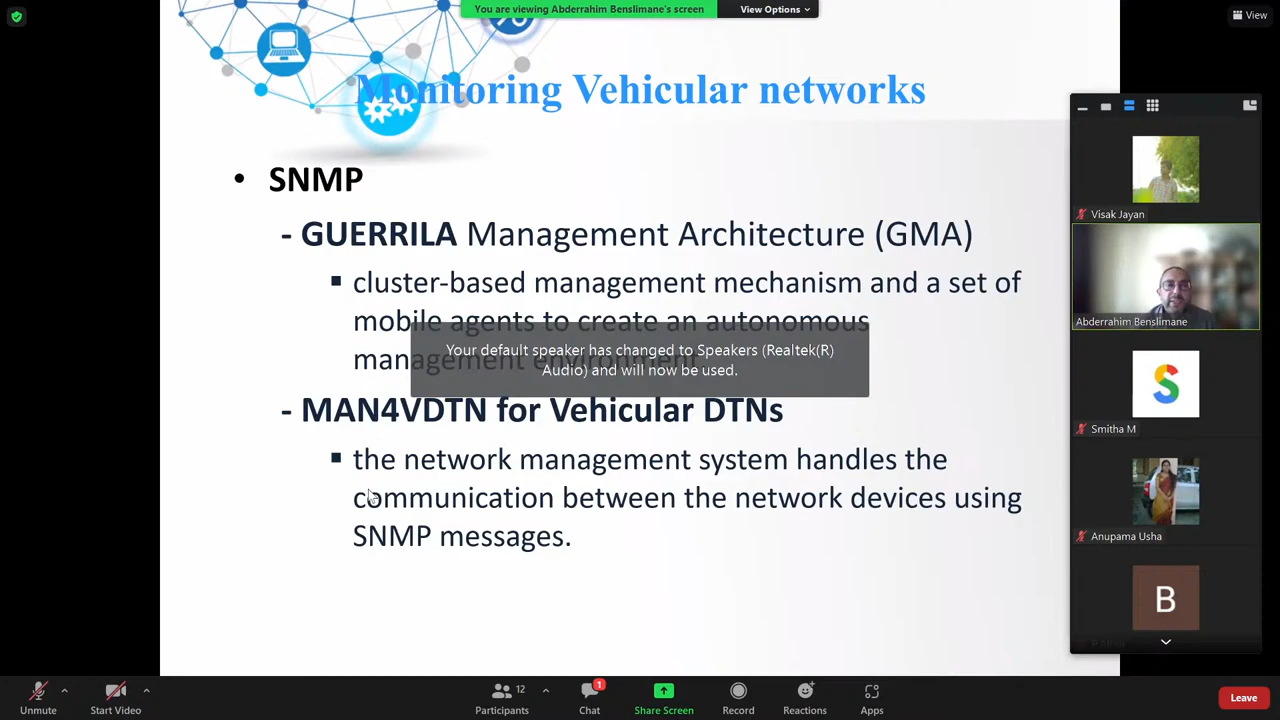 You are viewing Abderrahim Benslimane's screen
View Options
View
Monitoring Vehicular networks
• SNMP
- GUERRILA Management Architecture (GMA)
▪ cluster-based management mechanism and a set of
mobile agents to create an autonomous
management environment
Your default speaker has changed to Speakers (Realtek(R)
Audio) and will now be used.
- MAN4VDTN for Vehicular DTNs
▪ the network management system handles the
communication between the network devices using
SNMP messages.
Visak Jayan
Abderrahim Benslimane
S
Smitha M
Anupama Usha
B
Unmute
Start Video
12
Participants
1
Chat
Share Screen
Record
Reactions
Apps
Leave